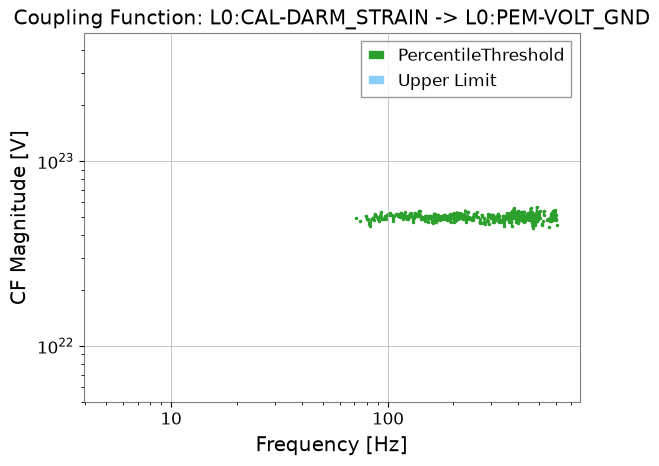 Coupling Function: L0:CAL-DARM_STRAIN -> L0:PEM-VOLT_GND
PercentileThreshold
Upper Limit
10^23
10^22
CF Magnitude [V]
10
100
Frequency [Hz]